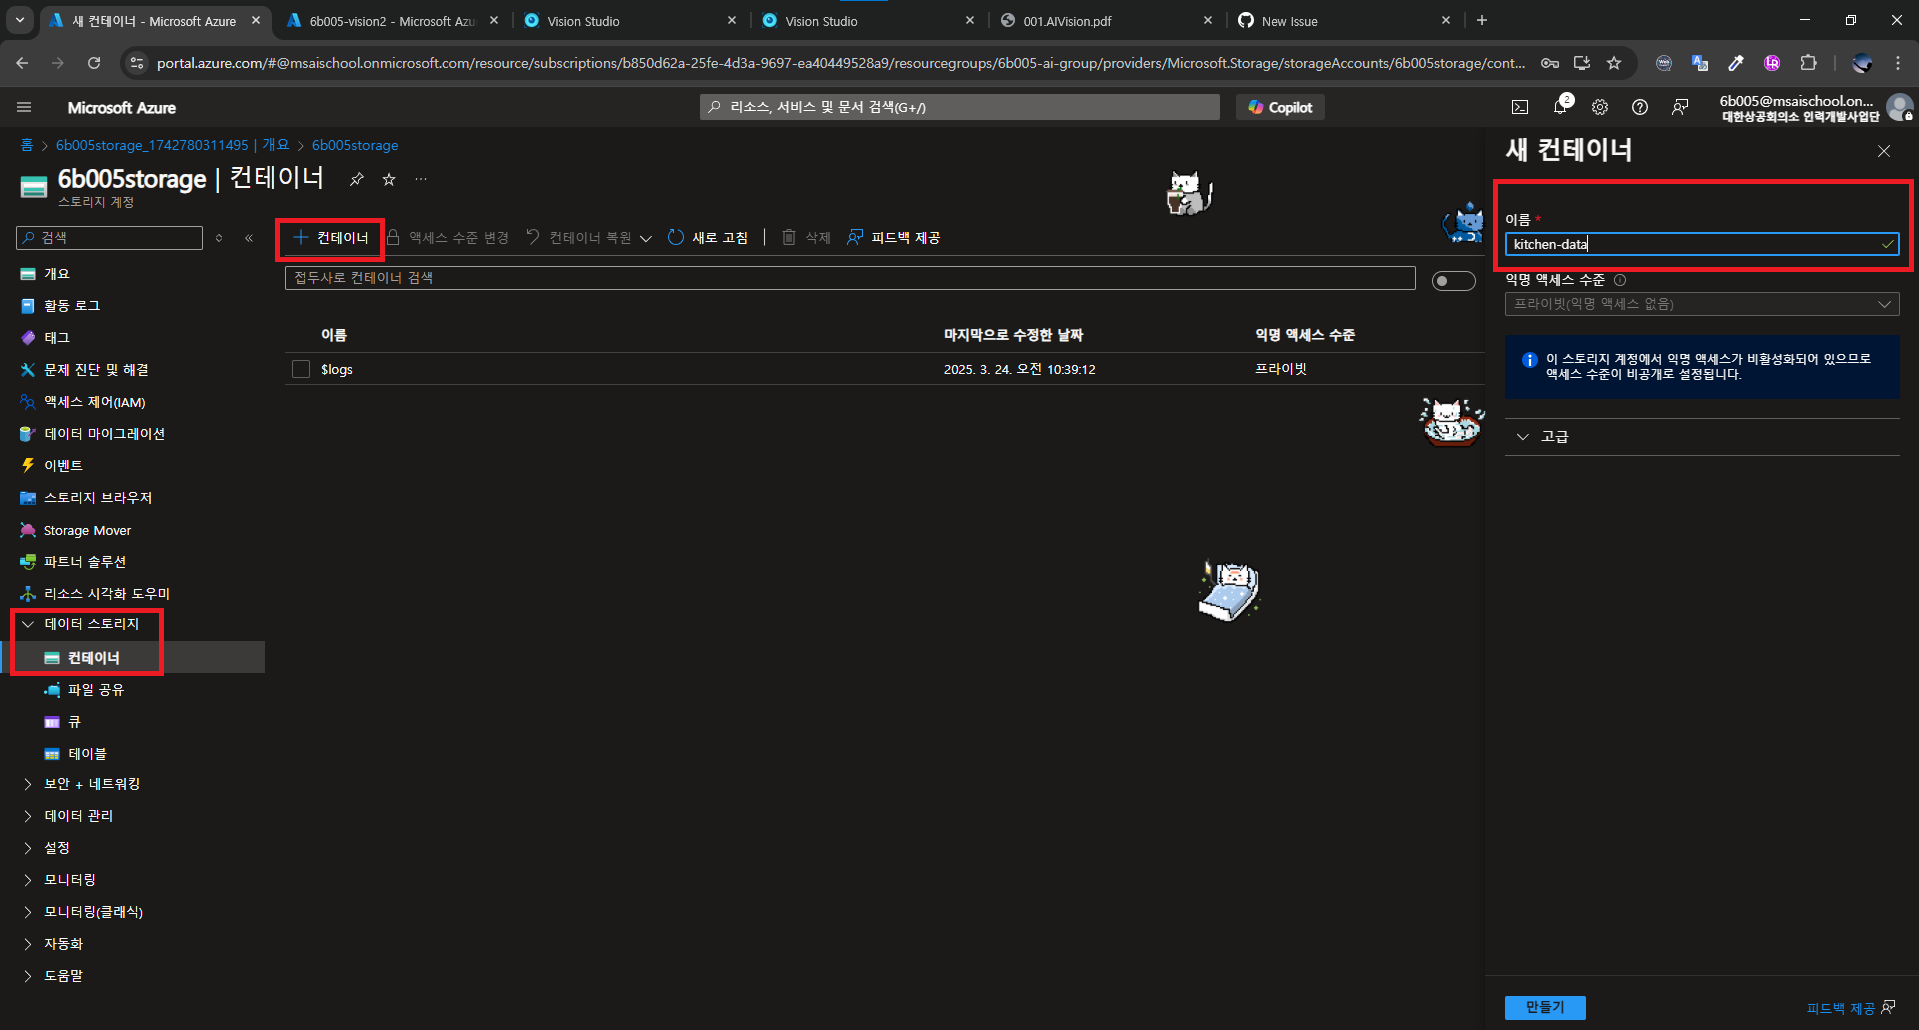 새 컨테이너 - Microsoft Azure
6b005-vision2 - Microsoft Azu
Vision Studio
Vision Studio
001.AIVision.pdf
New Issue
portal.azure.com/#@msaischool.onmicrosoft.com/resource/subscriptions/b850d62a-25fe-4d3a-9697-ea40449528a9/resourcegroups/6b005-ai-group/providers/Microsoft.Storage/storageAccounts/6b005storage/cont...
Microsoft Azure
리소스, 서비스 및 문서 검색(G+/)
Copilot
2
6b005@msaischool.on...
대한상공회의소 인력개발사업단
홈 > 6b005storage_1742780311495 | 개요 > 6b005storage
6b005storage | 컨테이너
스토리지 계정
검색
개요
활동 로그
태그
문제 진단 및 해결
액세스 제어(IAM)
데이터 마이그레이션
이벤트
스토리지 브라우저
Storage Mover
파트너 솔루션
리소스 시각화 도우미
데이터 스토리지
컨테이너
파일 공유
큐
테이블
보안 + 네트워킹
데이터 관리
설정
모니터링
모니터링(클래식)
자동화
도움말
컨테이너 액세스 수준 변경 컨테이너 복원 새로 고침 삭제 피드백 제공
접두사로 컨테이너 검색
이름 마지막으로 수정한 날짜 익명 액세스 수준
$logs 2025. 3. 24. 오전 10:39:12 프라이빗
새 컨테이너
이름 *
kitchen-data
익명 액세스 수준
프라이빗(익명 액세스 없음)
이 스토리지 계정에서 익명 액세스가 비활성화되어 있으므로
액세스 수준이 비공개로 설정됩니다.
고급
만들기
피드백 제공